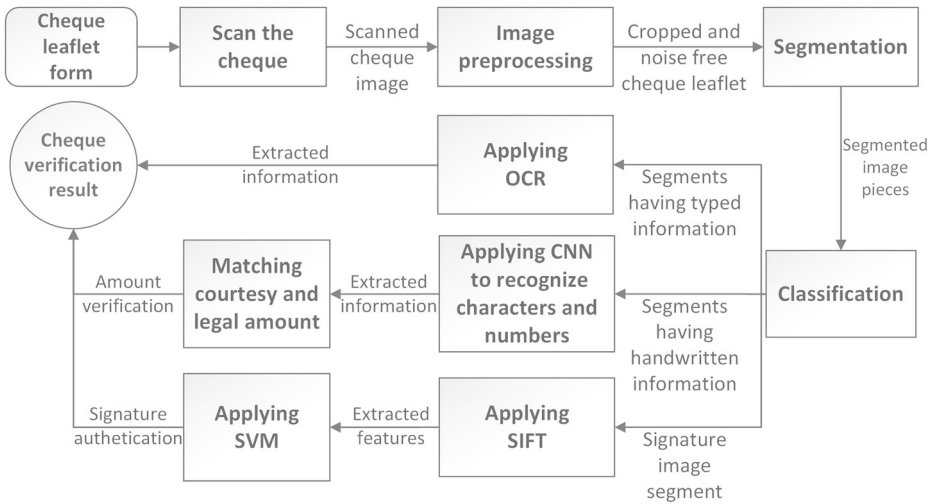 Cheque
leaflet
form
Scan the
cheque
Scanned
cheque
image
Image
preprocessing
Cropped and
noise free
cheque leaflet
Segmentation
Segmented
image
pieces
Classification
Segments
having typed
information
Applying
OCR
Extracted
information
Cheque
verification
result
Segments
having
handwritten
information
Applying CNN
to recognize
characters and
numbers
Extracted
information
Matching
courtesy and
legal amount
Amount
verification
Signature
image
segment
Applying
SIFT
Extracted
features
Applying
SVM
Signature
authetication